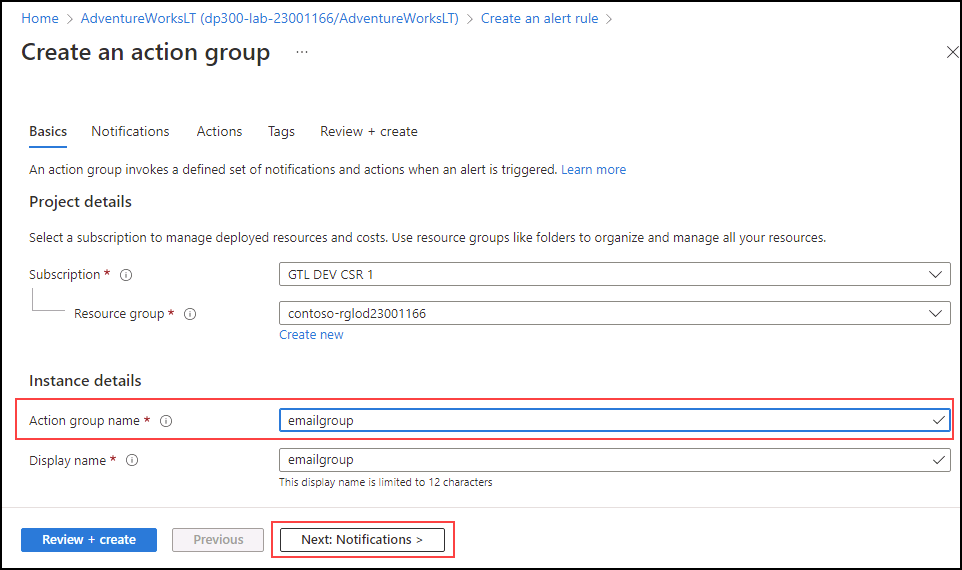 Home > AdventureWorksLT (dp300-lab-23001166/AdventureWorksLT) > Create an alert rule >
Create an action group ...
Basics Notifications Actions Tags Review + create
An action group invokes a defined set of notifications and actions when an alert is triggered. Learn more
Project details
Select a subscription to manage deployed resources and costs. Use resource groups like folders to organize and manage all your resources.
Subscription * GTL DEV CSR 1
Resource group * contoso-rglod23001166
Create new
Instance details
Action group name * emailgroup
Display name * emailgroup
This display name is limited to 12 characters
Review + create Previous Next: Notifications >